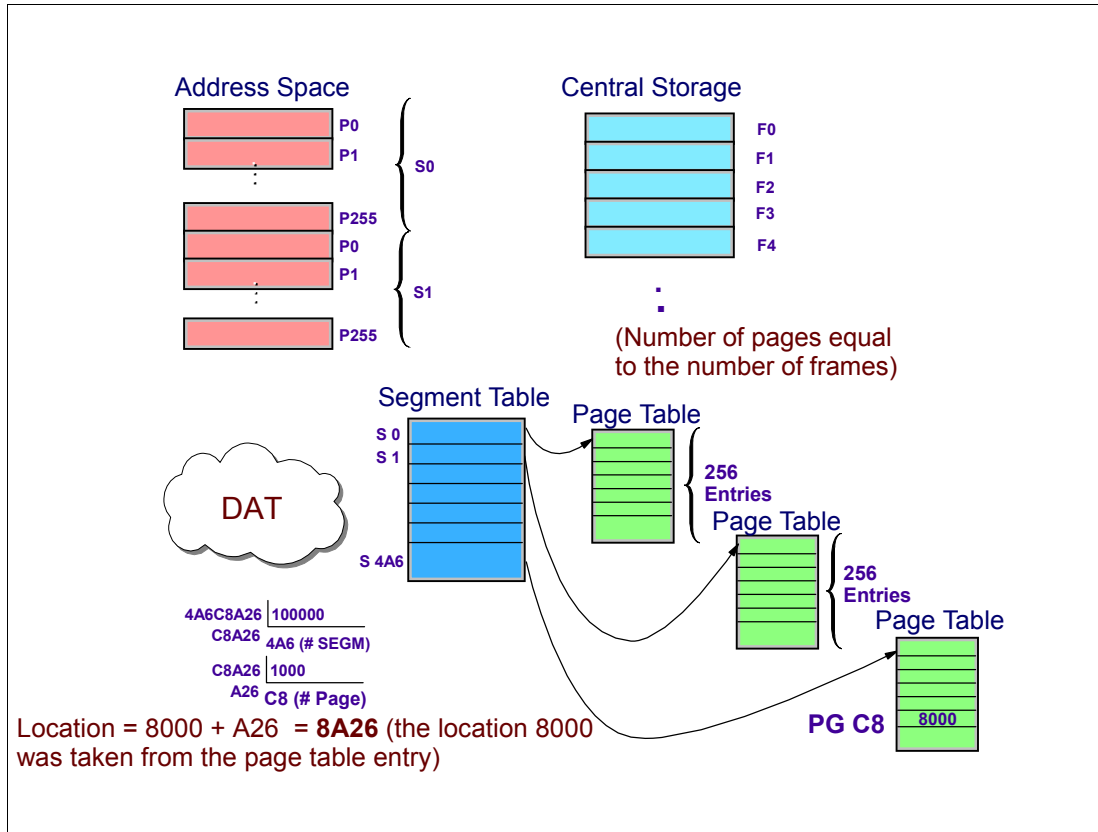 Address Space
P0
P1
S0
P255
P0
P1
S1
P255
Central Storage
F0
F1
F2
F3
F4
(Number of pages equal
to the number of frames)
Segment Table
S 0
S 1
S 4A6
Page Table
256
Entries
Page Table
256
Entries
Page Table
PG C8
8000
DAT
4A6C8A26 100000
C8A26 4A6 (# SEGM)
C8A26 1000
A26 C8 (# Page)
Location = 8000 + A26 = 8A26 (the location 8000
was taken from the page table entry)